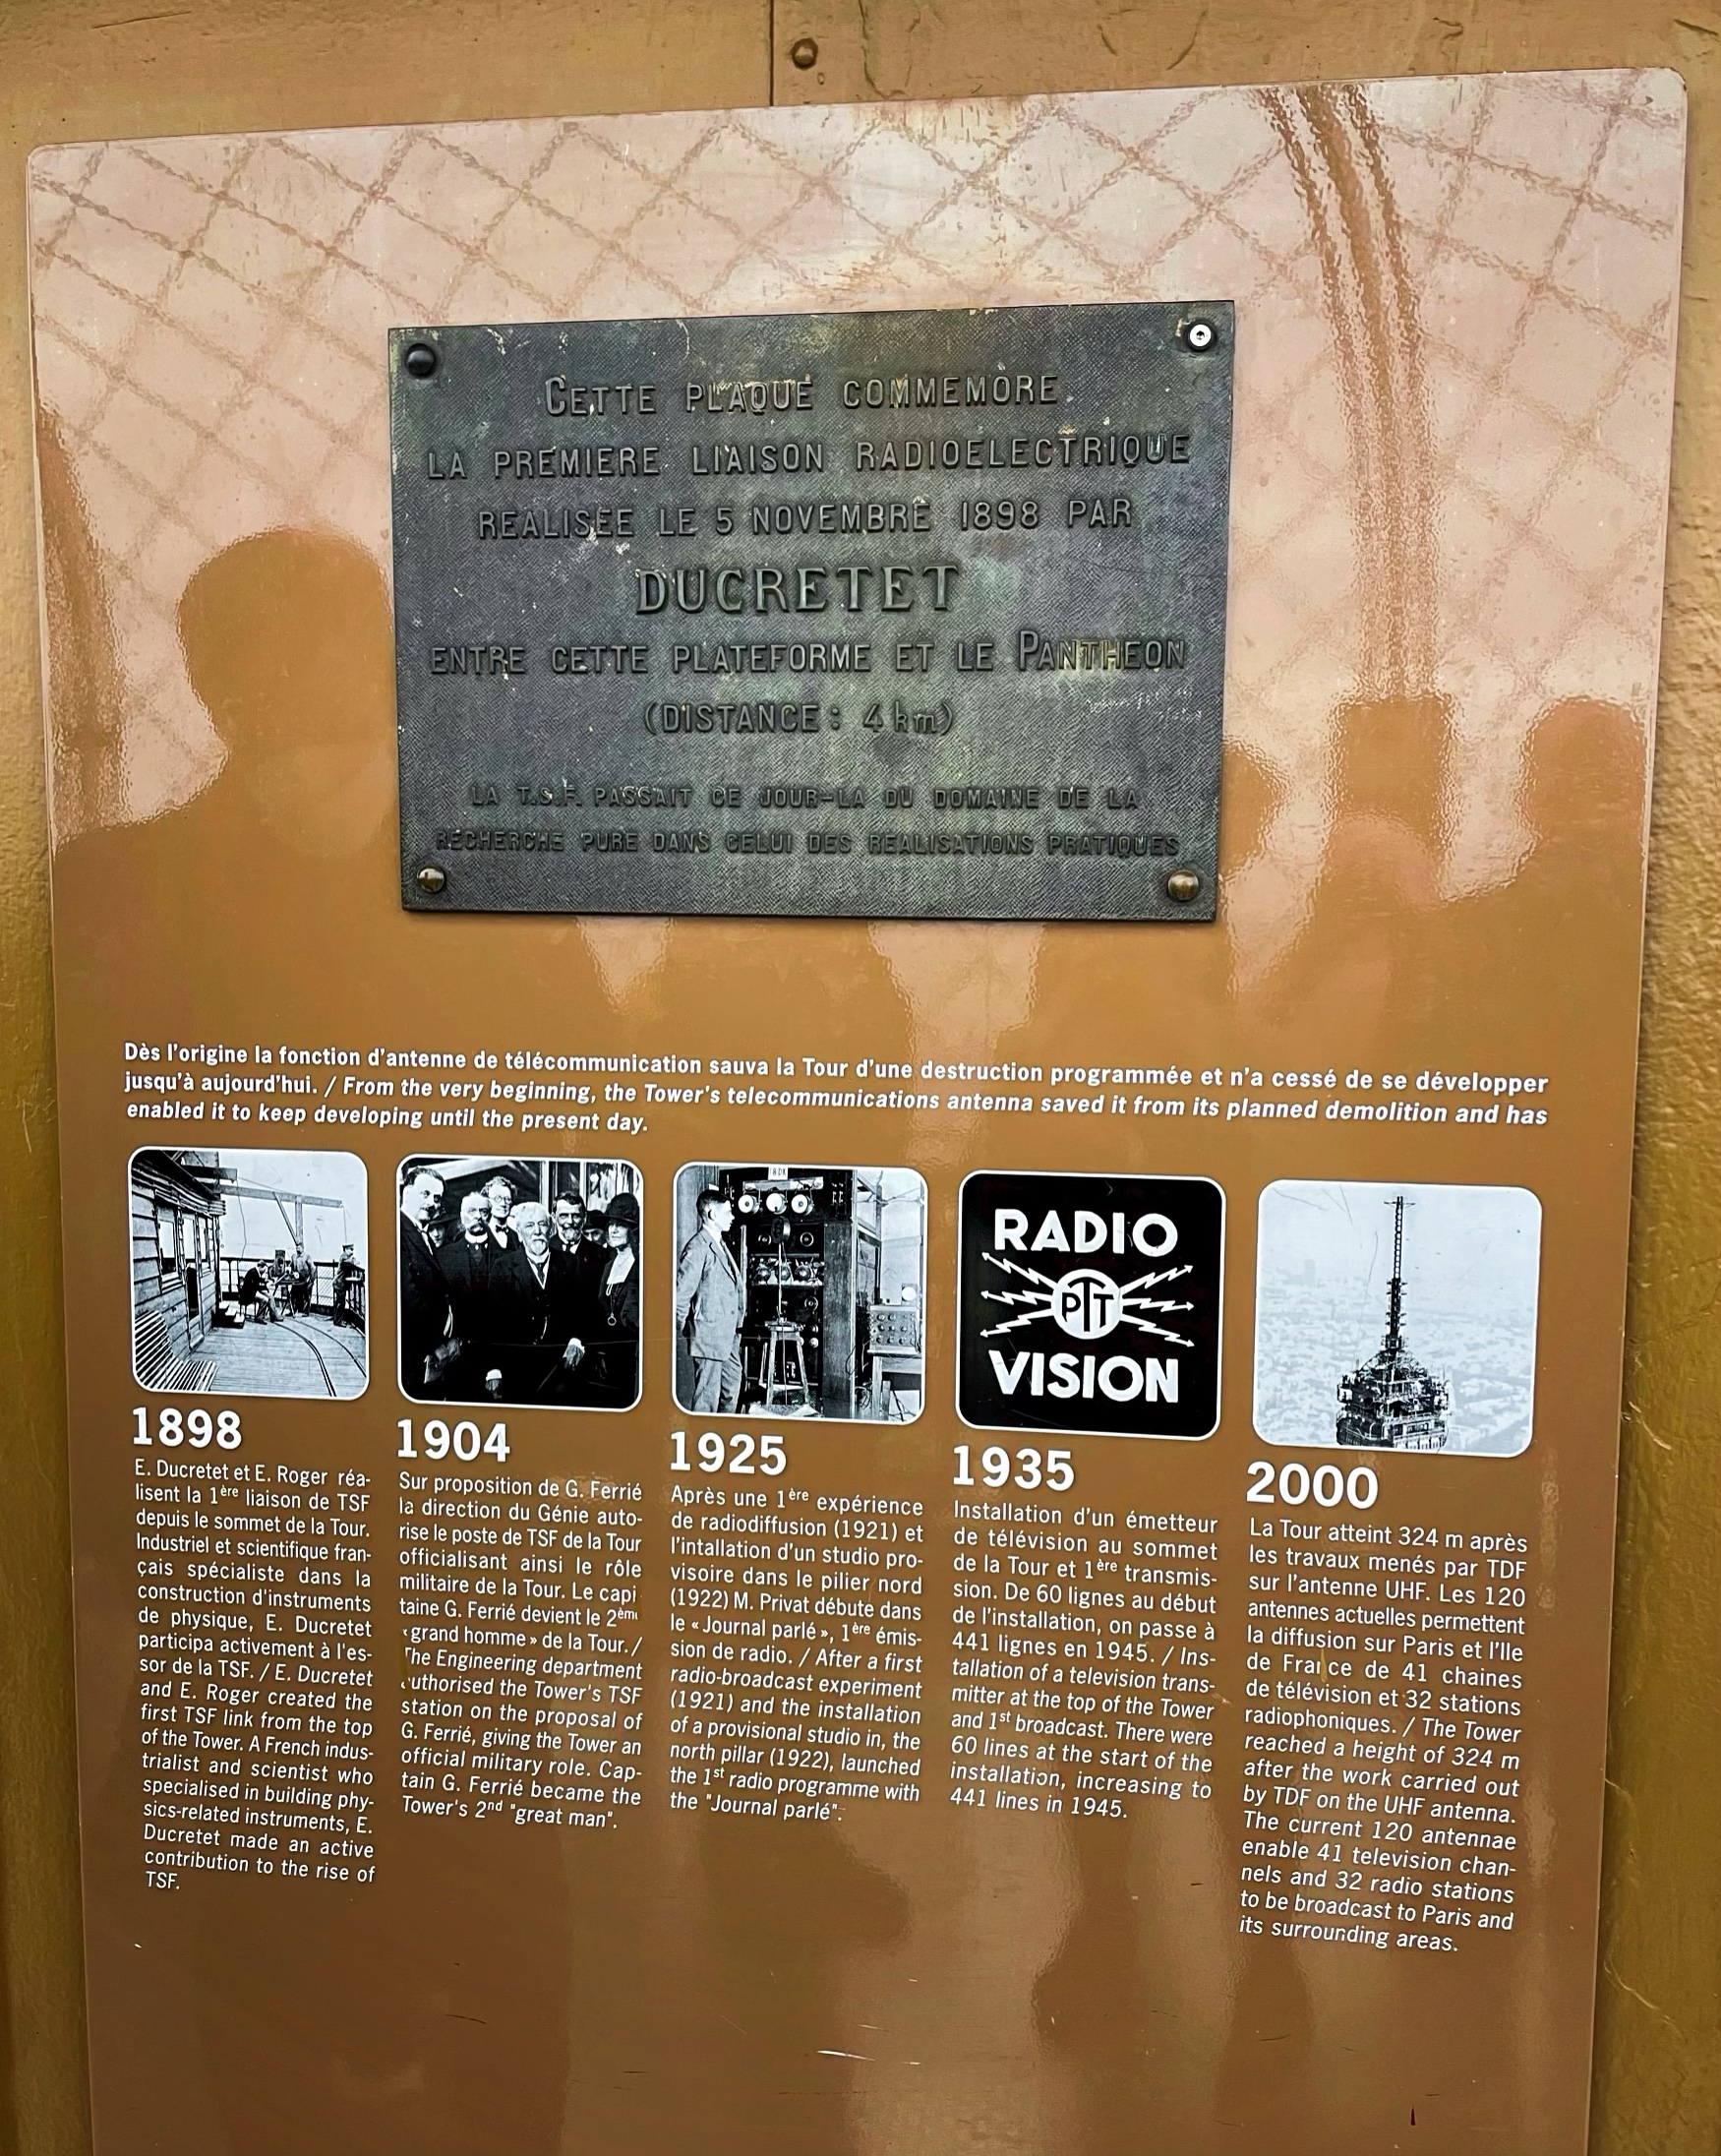 CETTE PLAQUE COMMEMORE
LA PREMIERE LIAISON RADIOELECTRIQUE
REALISEE LE 5 NOVEMBRE 1898 PAR
DUCRETET
ENTRE CETTE PLATEFORME ET LE PANTHEON
(DISTANCE : 4 km)
LA T.S.F. PASSAIT CE JOUR-LA DU DOMAINE DE LA
RECHERCHE PURE DANS CELUI DES REALISATIONS PRATIQUES
Dès l'origine la fonction d'antenne de télécommunication sauva la Tour d'une destruction programmée et n'a cessé de se développer
jusqu'à aujourd'hui. / From the very beginning, the Tower's telecommunications antenna saved it from its planned demolition and has
enabled it to keep developing until the present day.
1898
E. Ducretet et E. Roger réa-
lisent la 1ère liaison de TSF
depuis le sommet de la Tour.
Industriel et scientifique fran-
çais spécialiste dans la
construction d'instruments
de physique, E. Ducretet
participa activement à l'es-
sor de la TSF. / E. Ducretet
and E. Roger created the
first TSF link from the top
of the Tower. A French indus-
trialist and scientist who
specialised in building phy-
sics-related instruments, E.
Ducretet made an active
contribution to the rise of
TSF.
1904
Sur proposition de G. Ferrié
la direction du Génie auto-
rise le poste de TSF de la Tour
officialisant ainsi le rôle
militaire de la Tour. Le capi
taine G. Ferrié devient le 2ème
« grand homme » de la Tour. /
The Engineering department
authorised the Tower's TSF
station on the proposal of
G. Ferrié, giving the Tower an
official military role. Cap-
tain G. Ferrié became the
Tower's 2nd "great man".
1925
Après une 1ère expérience
de radiodiffusion (1921) et
l'intallation d'un studio pro-
visoire dans le pilier nord
(1922) M. Privat débute dans
le « Journal parlé », 1ère émis-
sion de radio. / After a first
radio-broadcast experiment
(1921) and the installation
of a provisional studio in, the
north pillar (1922), launched
the 1st radio programme with
the "Journal parlé".
RADIO
PTT
VISION
1935
Installation d'un émetteur
de télévision au sommet
de la Tour et 1ère transmis-
sion. De 60 lignes au début
de l'installation, on passe à
441 lignes en 1945. / Ins-
tallation of a television trans-
mitter at the top of the Tower
and 1st broadcast. There were
60 lines at the start of the
installation, increasing to
441 lines in 1945.
2000
La Tour atteint 324 m après
les travaux menés par TDF
sur l'antenne UHF. Les 120
antennes actuelles permettent
la diffusion sur Paris et l'Ile
de France de 41 chaines
de télévision et 32 stations
radiophoniques. / The Tower
reached a height of 324 m
after the work carried out
by TDF on the UHF antenna.
The current 120 antennae
enable 41 television chan-
nels and 32 radio stations
to be broadcast to Paris and
its surrounding areas.